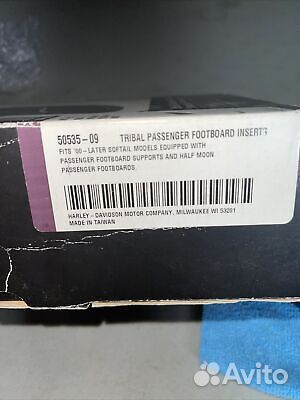 50535-09 TRIBAL PASSENGER FOOTBOARD INSERTS
FITS '00-LATER SOFTAIL MODELS EQUIPPED WITH
PASSENGER FOOTBOARD SUPPORTS AND HALF MOON
PASSENGER FOOTBOARDS.
HARLEY-DAVIDSON MOTOR COMPANY, MILWAUKEE WI 53201
MADE IN TAIWAN
Avito